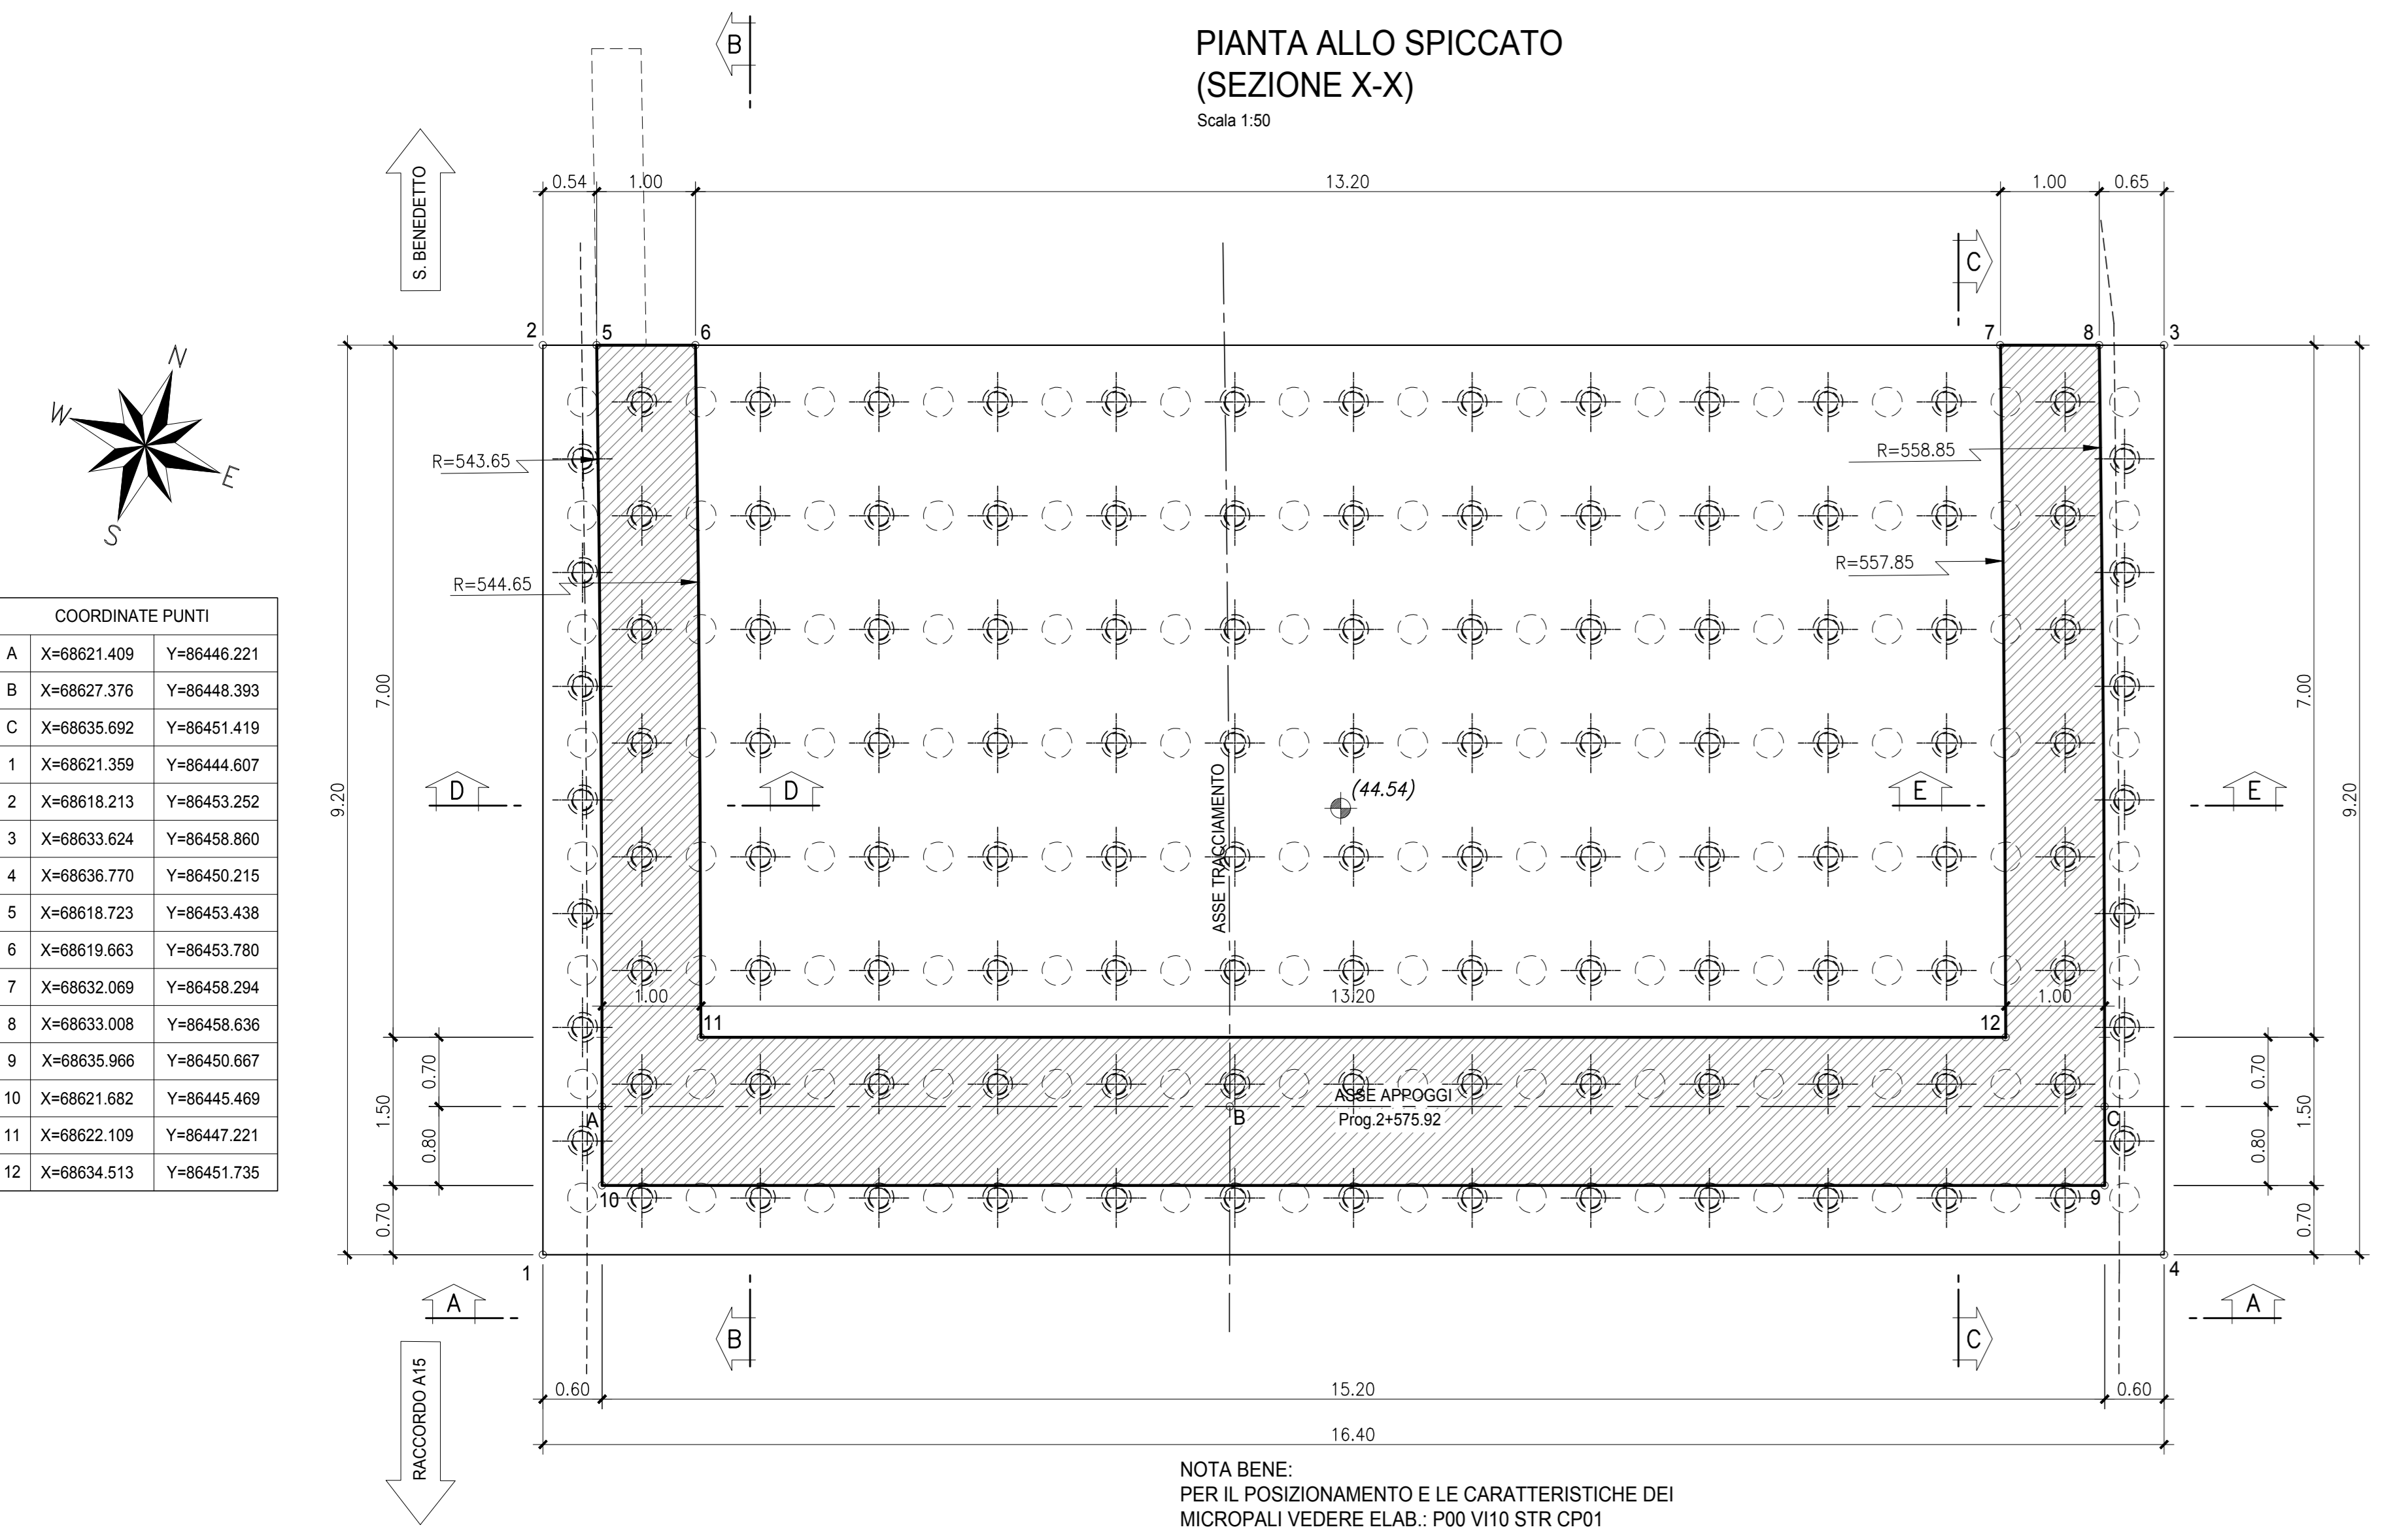 PIANTA ALLO SPICCATO
(SEZIONE X-X)
Scala 1:50
B
S. BENEDETTO
0.54
1.00
13.20
1.00
0.65
C
2
5
6
7
8
3
N
W
E
S
R=543.65
R=558.85
R=544.65
R=557.85
COORDINATE PUNTI
A X=68621.409 Y=86446.221
B X=68627.376 Y=86448.393
C X=68635.692 Y=86451.419
1 X=68621.359 Y=86444.607
2 X=68618.213 Y=86453.252
3 X=68633.624 Y=86458.860
4 X=68636.770 Y=86450.215
5 X=68618.723 Y=86453.438
6 X=68619.663 Y=86453.780
7 X=68632.069 Y=86458.294
8 X=68633.008 Y=86458.636
9 X=68635.966 Y=86450.667
10 X=68621.682 Y=86445.469
11 X=68622.109 Y=86447.221
12 X=68634.513 Y=86451.735
9.20
7.00
7.00
9.20
D
D
(44.54)
E
E
ASSE TRACCIAMENTO
1.00
13.20
1.00
11
12
0.70
1.50
0.80
0.70
0.70
1.50
0.80
0.70
A
B
ASSE APPOGGI
Prog.2+575.92
C
10
9
1
4
A
B
C
A
RACCORDO A15
0.60
15.20
0.60
16.40
NOTA BENE:
PER IL POSIZIONAMENTO E LE CARATTERISTICHE DEI
MICROPALI VEDERE ELAB.: P00 VI10 STR CP01